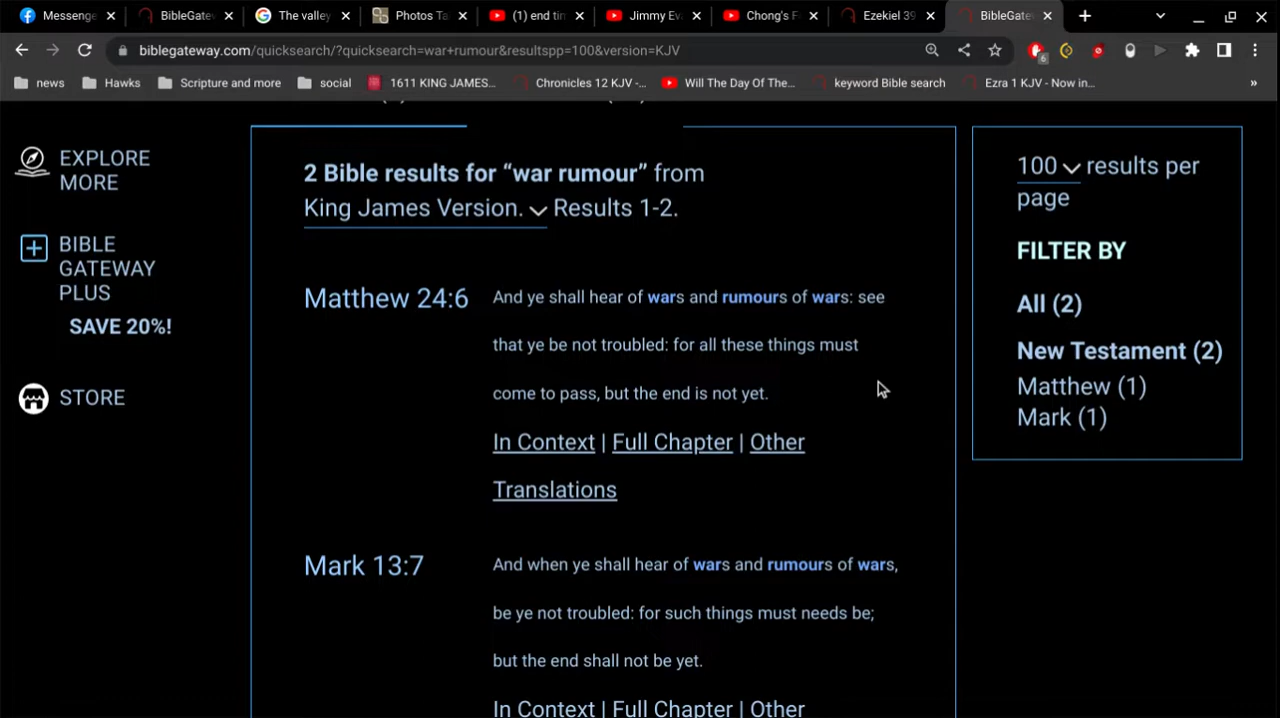 Messenge
BibleGatew
The valley
Photos Ta
(1) end tin
Jimmy Eva
Chong's F
Ezekiel 39
BibleGate
biblegateway.com/quicksearch/?quicksearch=war+rumour&resultspp=100&version=KJV
6
news
Hawks
Scripture and more
social
1611 KING JAMES...
Chronicles 12 KJV -...
Will The Day Of The...
keyword Bible search
Ezra 1 KJV - Now in...
»
EXPLORE
MORE
BIBLE
GATEWAY
PLUS
SAVE 20%!
STORE
2 Bible results for “war rumour” from
King James Version. Results 1-2.
Matthew 24:6
And ye shall hear of wars and rumours of wars: see
that ye be not troubled: for all these things must
come to pass, but the end is not yet.
In Context | Full Chapter | Other
Translations
Mark 13:7
And when ye shall hear of wars and rumours of wars,
be ye not troubled: for such things must needs be;
but the end shall not be yet.
In Context | Full Chapter | Other
100 results per
page
FILTER BY
All (2)
New Testament (2)
Matthew (1)
Mark (1)